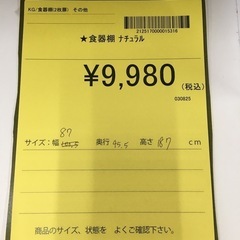 KG/食器棚(2枚扉) その他
2125170000015316
★食器棚 ナチュラル
¥9,980
(税込)
030825
サイズ：幅 87 奥行 45.5 高さ 187 cm
商品のサイズ、状態を よくご確認下さい。